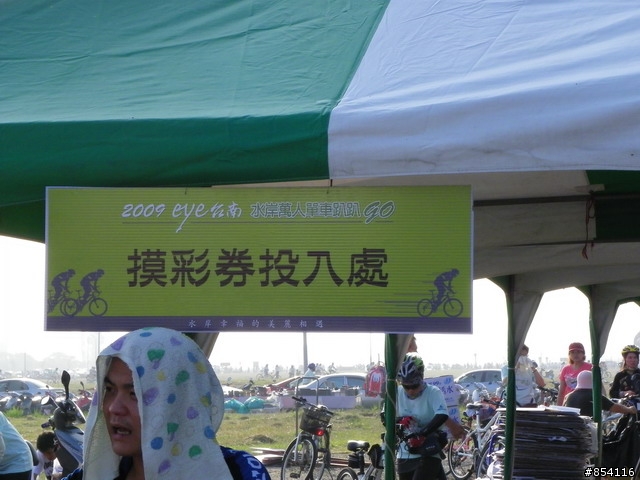 2009 eye台南 水岸萬人單車趴趴GO
摸彩券投入處
水岸幸福的美麗相遇
#854116